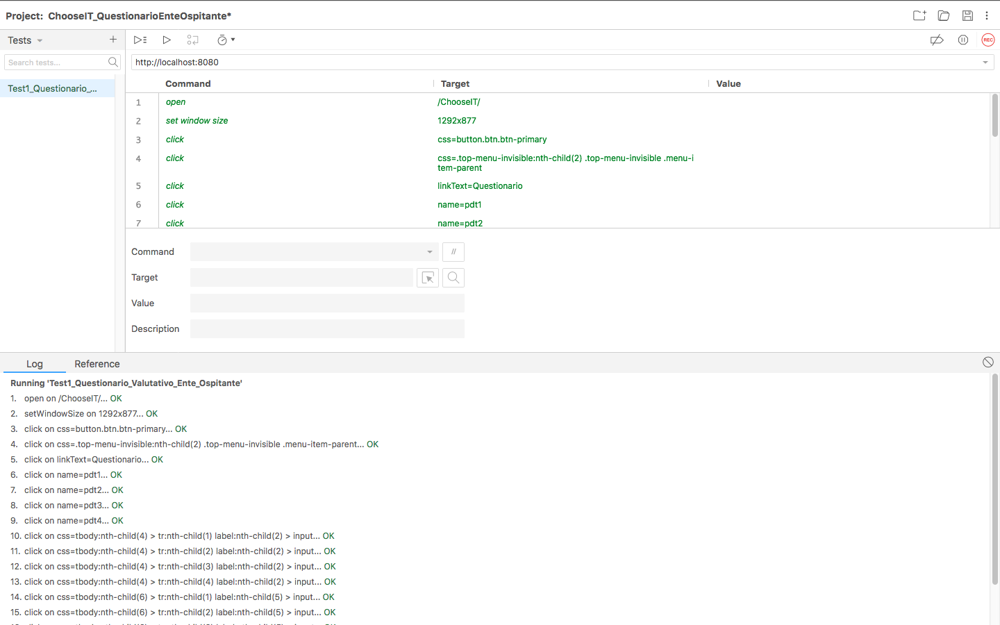 Project: ChooseIT_QuestionarioEnteOspitante*
Tests
Search tests...
Test1_Questionario_...
REC
http://localhost:8080
Command Target Value
1 open /ChooseIT/
2 set window size 1292x877
3 click css=button.btn.btn-primary
4 click css=.top-menu-invisible:nth-child(2) .top-menu-invisible .menu-i
tem-parent
5 click linkText=Questionario
6 click name=pdt1
7 click name=pdt2
Command //
Target
Value
Description
Log Reference
Running 'Test1_Questionario_Valutativo_Ente_Ospitante'
1. open on /ChooseIT/... OK
2. setWindowSize on 1292x877... OK
3. click on css=button.btn.btn-primary... OK
4. click on css=.top-menu-invisible:nth-child(2) .top-menu-invisible .menu-item-parent... OK
5. click on linkText=Questionario... OK
6. click on name=pdt1... OK
7. click on name=pdt2... OK
8. click on name=pdt3... OK
9. click on name=pdt4... OK
10. click on css=tbody:nth-child(4) > tr:nth-child(1) label:nth-child(2) > input... OK
11. click on css=tbody:nth-child(4) > tr:nth-child(2) label:nth-child(2) > input... OK
12. click on css=tbody:nth-child(4) > tr:nth-child(3) label:nth-child(2) > input... OK
13. click on css=tbody:nth-child(4) > tr:nth-child(4) label:nth-child(2) > input... OK
14. click on css=tbody:nth-child(6) > tr:nth-child(1) label:nth-child(5) > input... OK
15. click on css=tbody:nth-child(6) > tr:nth-child(2) label:nth-child(5) > input... OK